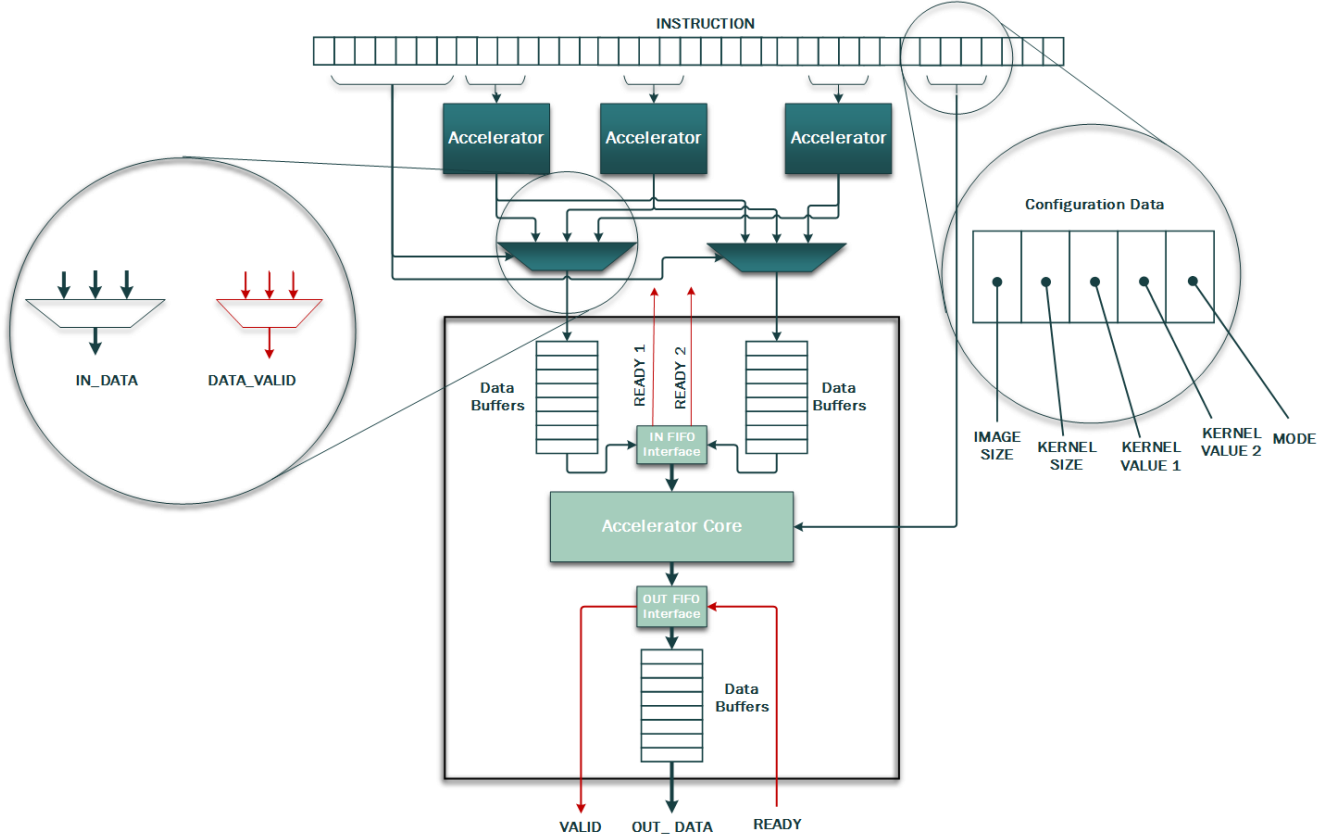 INSTRUCTION
Accelerator
Accelerator
Accelerator
Configuration Data
IN_DATA
DATA_VALID
READY 1
READY 2
Data
Buffers
Data
Buffers
IN FIFO
Interface
IMAGE
SIZE
KERNEL
SIZE
KERNEL
VALUE 1
KERNEL
VALUE 2
MODE
Accelerator Core
OUT FIFO
Interface
Data
Buffers
VALID
OUT_ DATA
READY